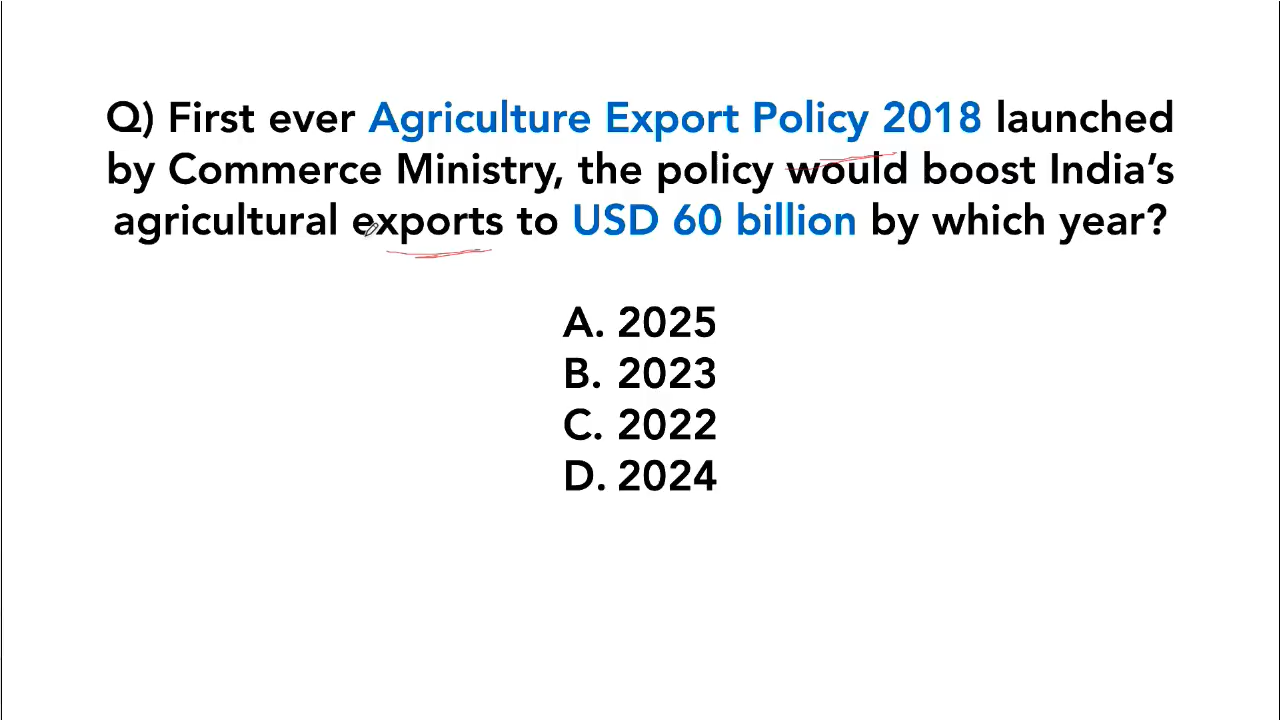 Q) First ever Agriculture Export Policy 2018 launched
by Commerce Ministry, the policy would boost India’s
agricultural exports to USD 60 billion by which year?
A. 2025
B. 2023
C. 2022
D. 2024